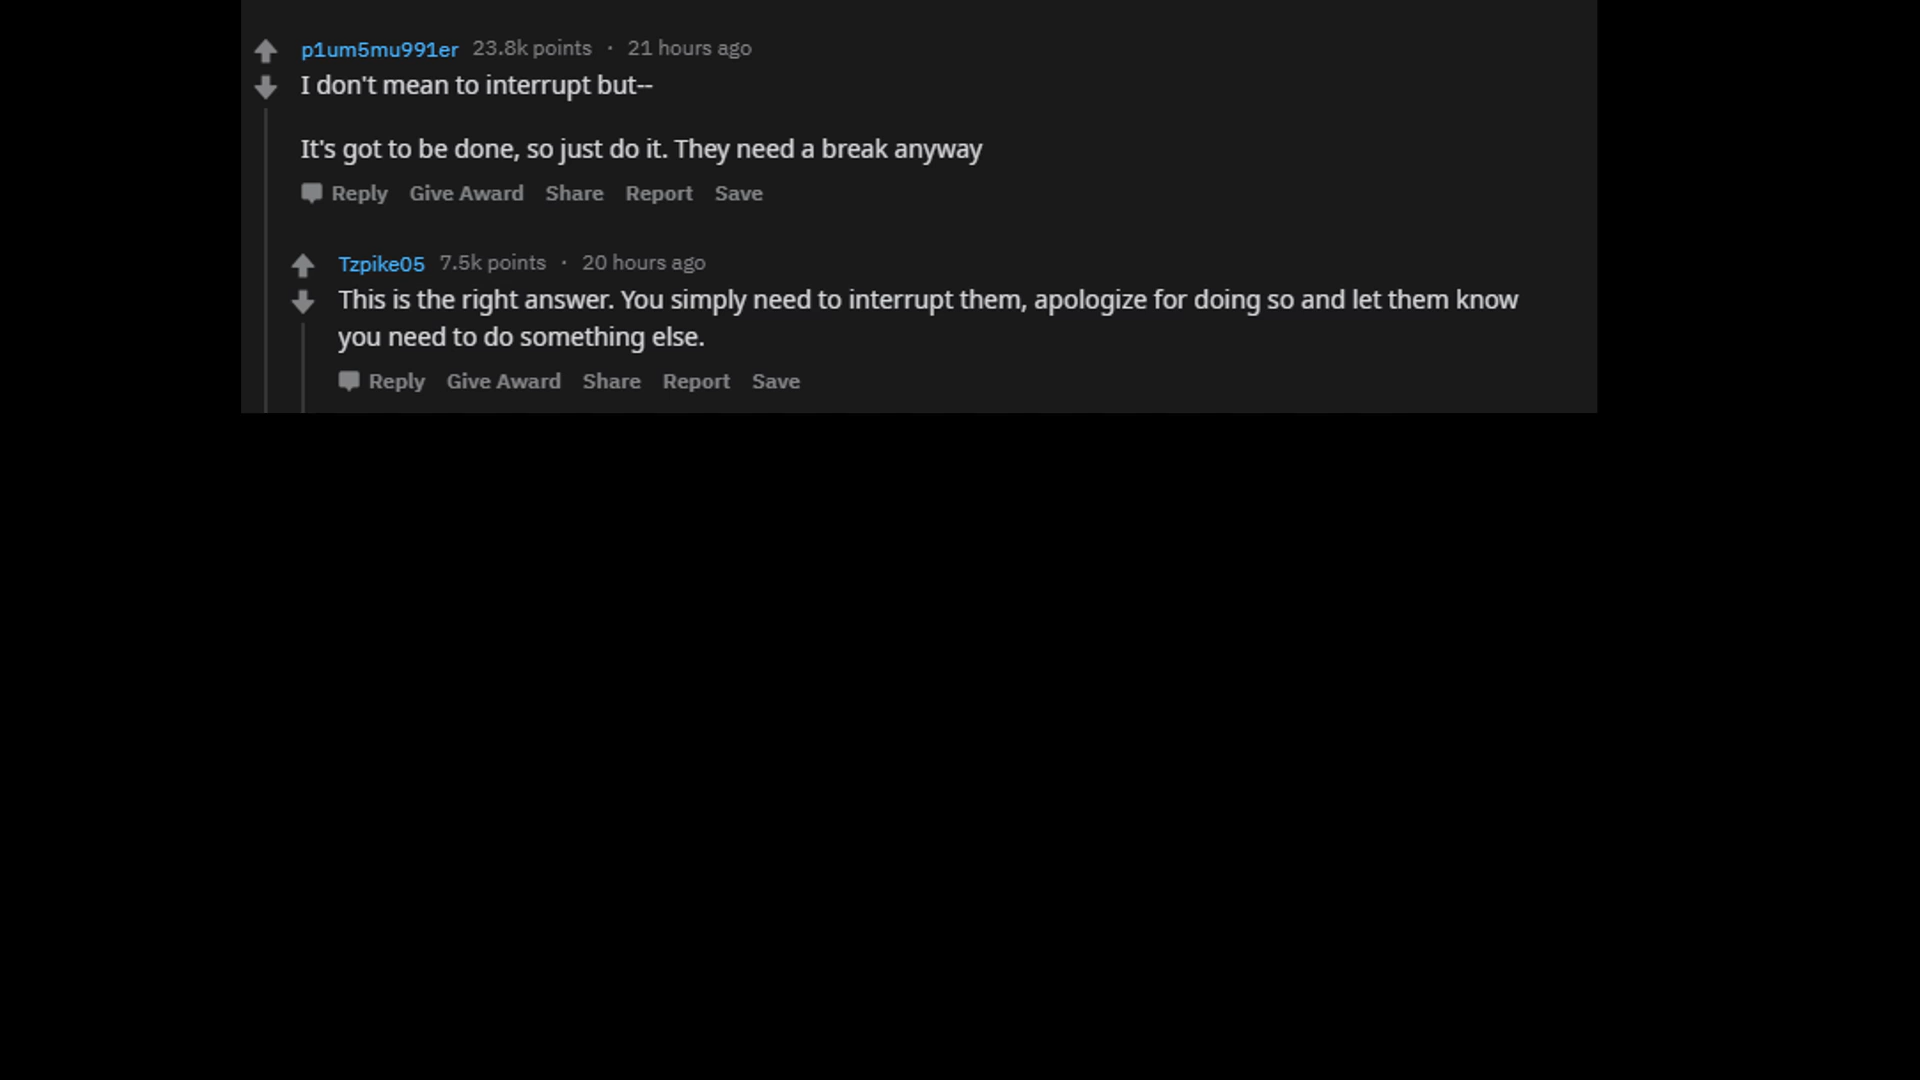 p1um5mu991er 23.8k points · 21 hours ago
I don't mean to interrupt but--
It's got to be done, so just do it. They need a break anyway
Reply Give Award Share Report Save
Tzpike05 7.5k points · 20 hours ago
This is the right answer. You simply need to interrupt them, apologize for doing so and let them know
you need to do something else.
Reply Give Award Share Report Save